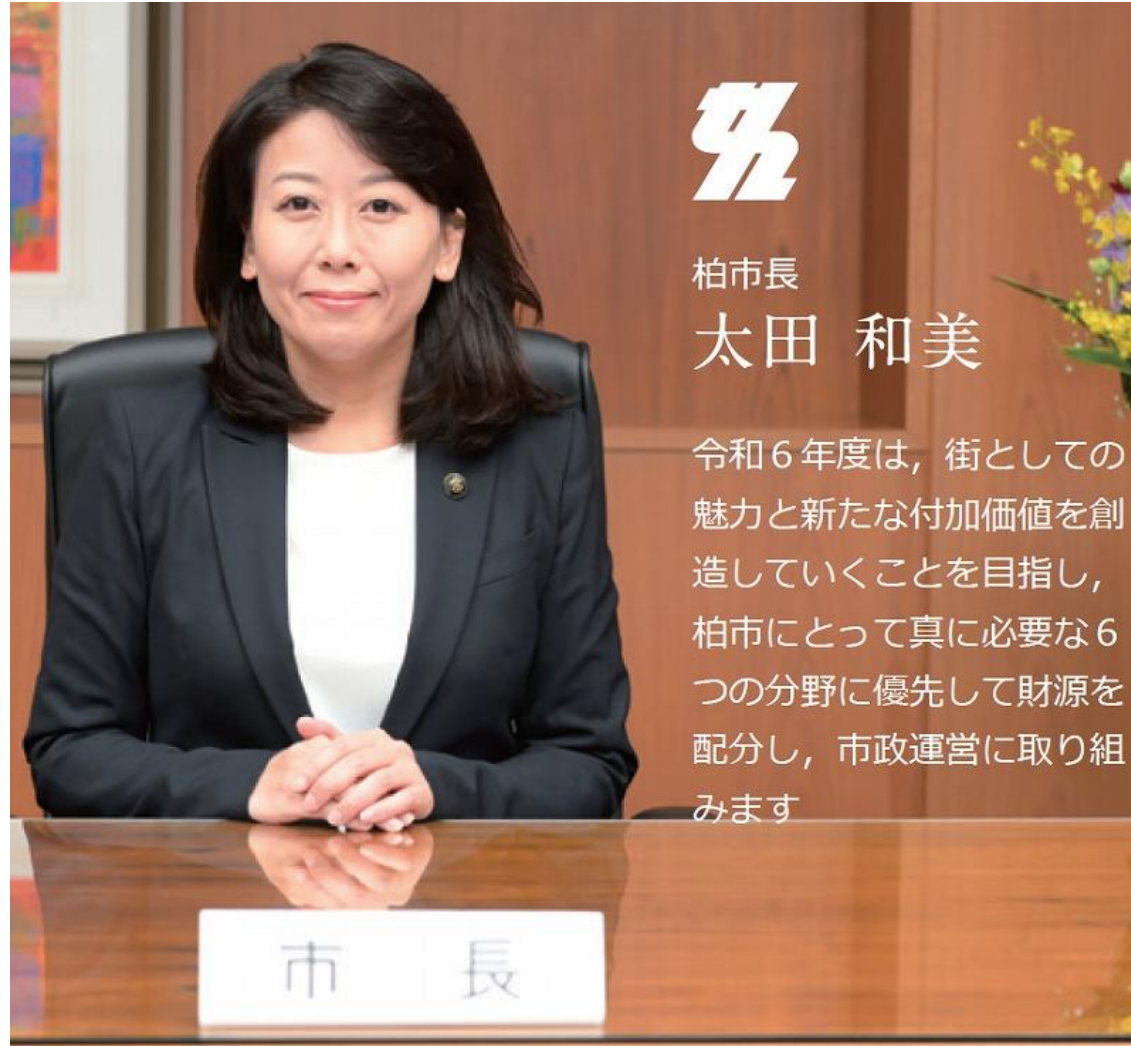 柏市長
太田 和美
令和６年度は，街としての
魅力と新たな付加価値を創
造していくことを目指し，
柏市にとって真に必要な６
つの分野に優先して財源を
配分し，市政運営に取り組
みます
市 長